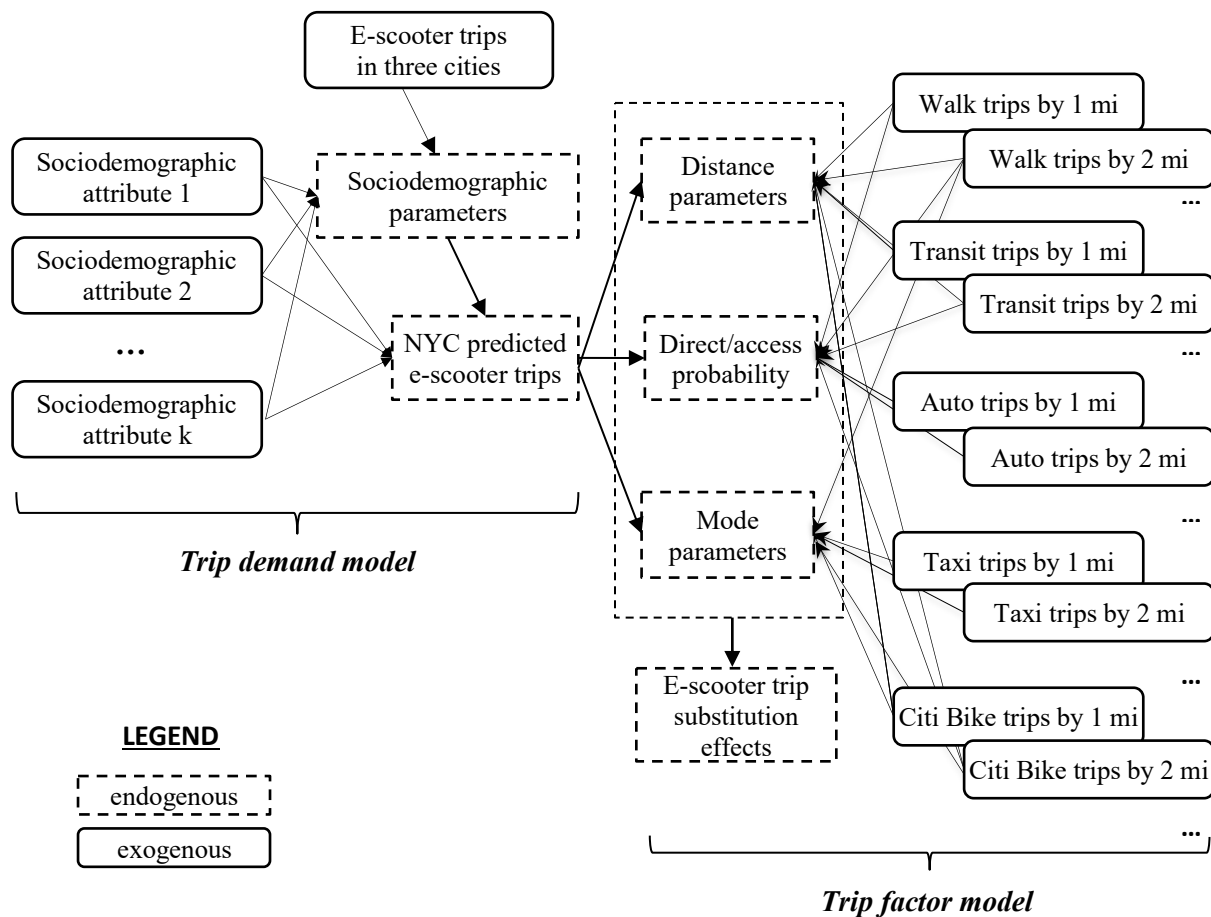 E-scooter trips
in three cities
Sociodemographic
attribute 1
Sociodemographic
attribute 2
...
Sociodemographic
attribute k
Sociodemographic
parameters
NYC predicted
e-scooter trips
Trip demand model
Distance
parameters
Direct/access
probability
Mode
parameters
E-scooter trip
substitution
effects
Walk trips by 1 mi
Walk trips by 2 mi
...
Transit trips by 1 mi
Transit trips by 2 mi
...
Auto trips by 1 mi
Auto trips by 2 mi
...
Taxi trips by 1 mi
Taxi trips by 2 mi
...
Citi Bike trips by 1 mi
Citi Bike trips by 2 mi
...
Trip factor model
LEGEND
endogenous
exogenous